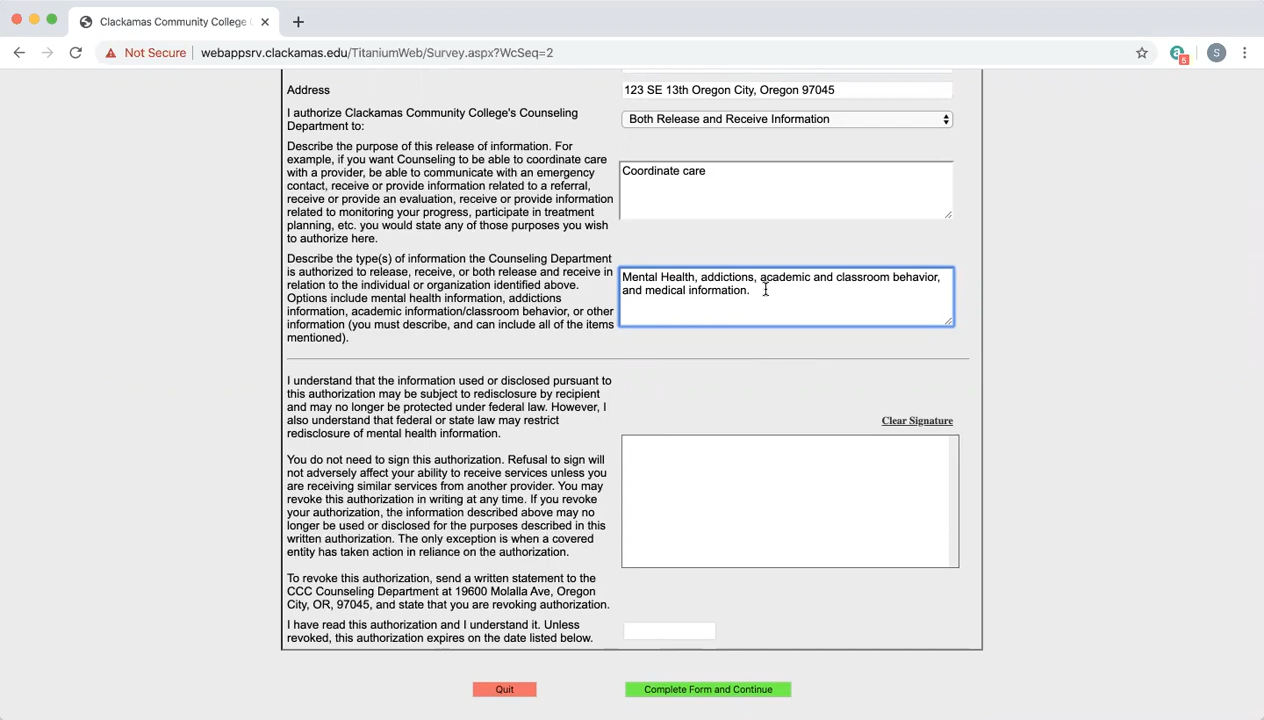 Clackamas Community College
Not Secure
webappsrv.clackamas.edu/TitaniumWeb/Survey.aspx?WcSeq=2
5
S
Address
123 SE 13th Oregon City, Oregon 97045
I authorize Clackamas Community College's Counseling
Department to:
Both Release and Receive Information
Describe the purpose of this release of information. For
example, if you want Counseling to be able to coordinate care
with a provider, be able to communicate with an emergency
contact, receive or provide information related to a referral,
receive or provide an evaluation, receive or provide information
related to monitoring your progress, participate in treatment
planning, etc. you would state any of those purposes you wish
to authorize here.
Coordinate care
Describe the type(s) of information the Counseling Department
is authorized to release, receive, or both release and receive in
relation to the individual or organization identified above.
Options include mental health information, addictions
information, academic information/classroom behavior, or other
information (you must describe, and can include all of the items
mentioned).
Mental Health, addictions, academic and classroom behavior,
and medical information.
I understand that the information used or disclosed pursuant to
this authorization may be subject to redisclosure by recipient
and may no longer be protected under federal law. However, I
also understand that federal or state law may restrict
redisclosure of mental health information.
Clear Signature
You do not need to sign this authorization. Refusal to sign will
not adversely affect your ability to receive services unless you
are receiving similar services from another provider. You may
revoke this authorization in writing at any time. If you revoke
your authorization, the information described above may no
longer be used or disclosed for the purposes described in this
written authorization. The only exception is when a covered
entity has taken action in reliance on the authorization.
To revoke this authorization, send a written statement to the
CCC Counseling Department at 19600 Molalla Ave, Oregon
City, OR, 97045, and state that you are revoking authorization.
I have read this authorization and I understand it. Unless
revoked, this authorization expires on the date listed below.
Quit
Complete Form and Continue